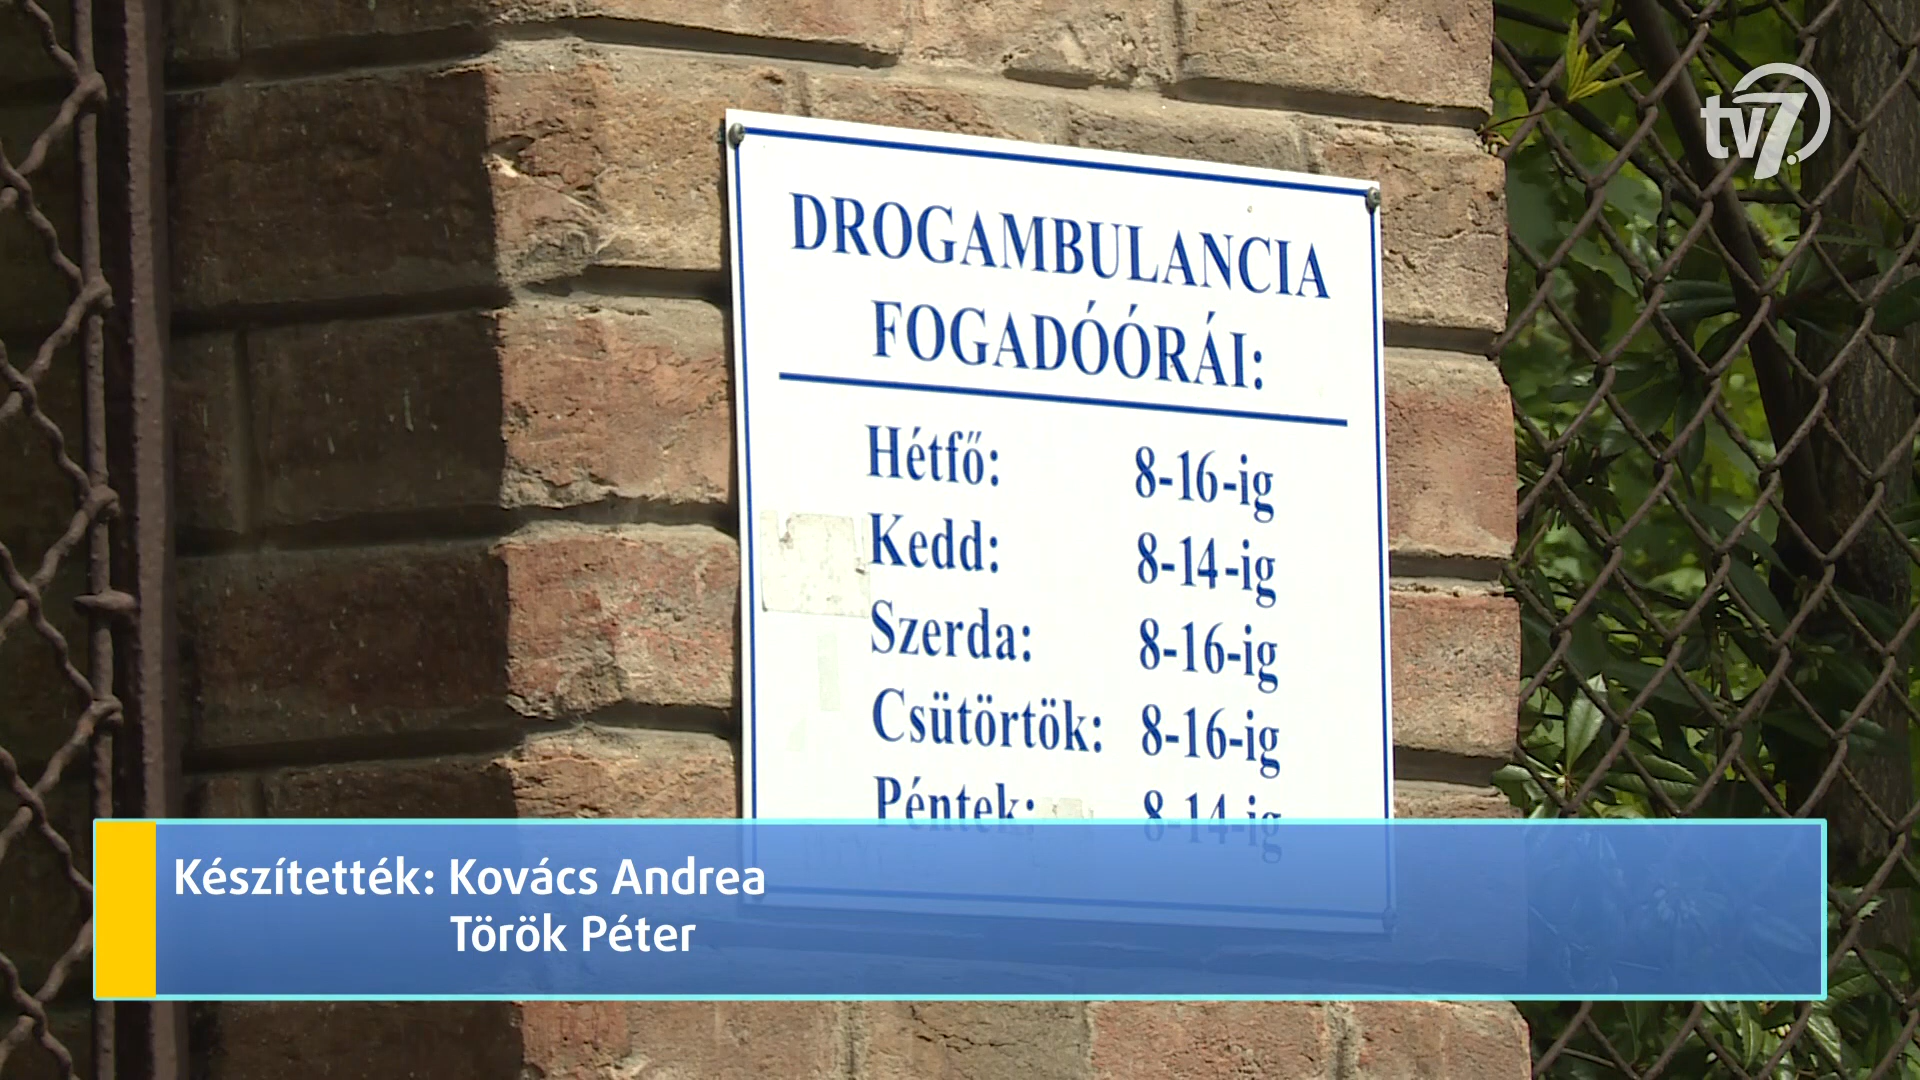 tv7.
DROGAMBULANCIA
FOGADÓÓRÁI:
Hétfő: 8-16-ig
Kedd: 8-14-ig
Szerda: 8-16-ig
Csütörtök: 8-16-ig
Péntek: 8-14-ig
Készítették: Kovács Andrea
Török Péter